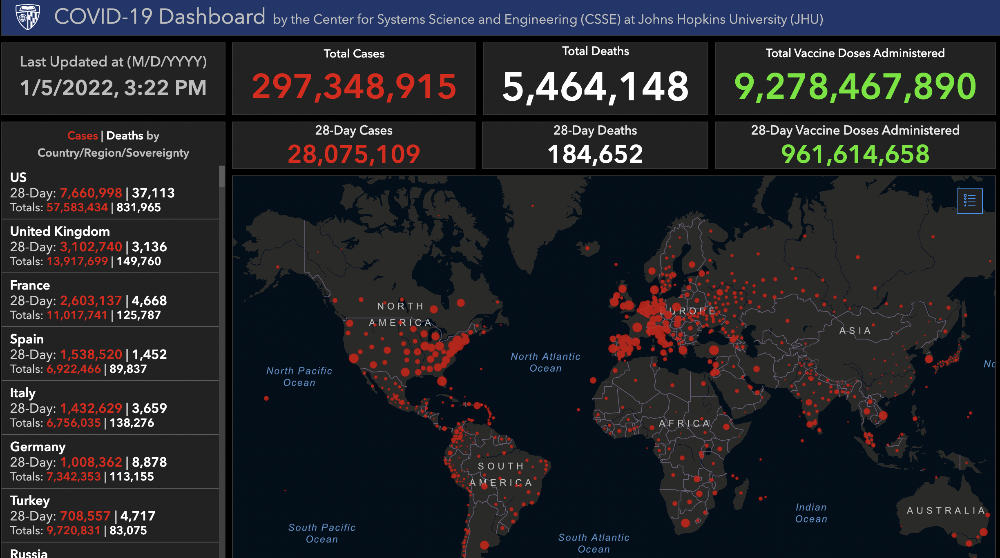 COVID-19 Dashboard by the Center for Systems Science and Engineering (CSSE) at Johns Hopkins University (JHU)
Last Updated at (M/D/YYYY)
1/5/2022, 3:22 PM
Total Cases
297,348,915
Total Deaths
5,464,148
Total Vaccine Doses Administered
9,278,467,890
28-Day Cases
28,075,109
28-Day Deaths
184,652
28-Day Vaccine Doses Administered
961,614,658
Cases | Deaths by
Country/Region/Sovereignty
US
28-Day: 7,660,998 | 37,113
Totals: 57,583,434 | 831,965
United Kingdom
28-Day: 3,102,740 | 3,136
Totals: 13,917,699 | 149,760
France
28-Day: 2,603,137 | 4,668
Totals: 11,017,741 | 125,787
Spain
28-Day: 1,538,520 | 1,452
Totals: 6,922,466 | 89,837
Italy
28-Day: 1,432,629 | 3,659
Totals: 6,756,035 | 138,276
Germany
28-Day: 1,008,362 | 8,878
Totals: 7,342,353 | 113,155
Turkey
28-Day: 708,557 | 4,717
Totals: 9,720,831 | 83,075
Russia
NORTH
AMERICA
EUROPE
ASIA
North Atlantic
Ocean
North Pacific
Ocean
No
AFRICA
SOUTH
AMERICA
Indian
Ocean
AUSTRALIA
South Pacific
Ocean
South Atlantic
Ocean